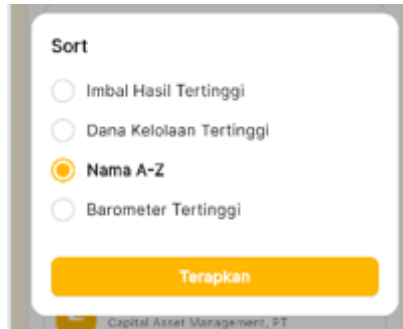 Sort
Imbal Hasil Tertinggi
Dana Kelolaan Tertinggi
Nama A-Z
Barometer Tertinggi
Terapkan
Capital Asset Management, PT